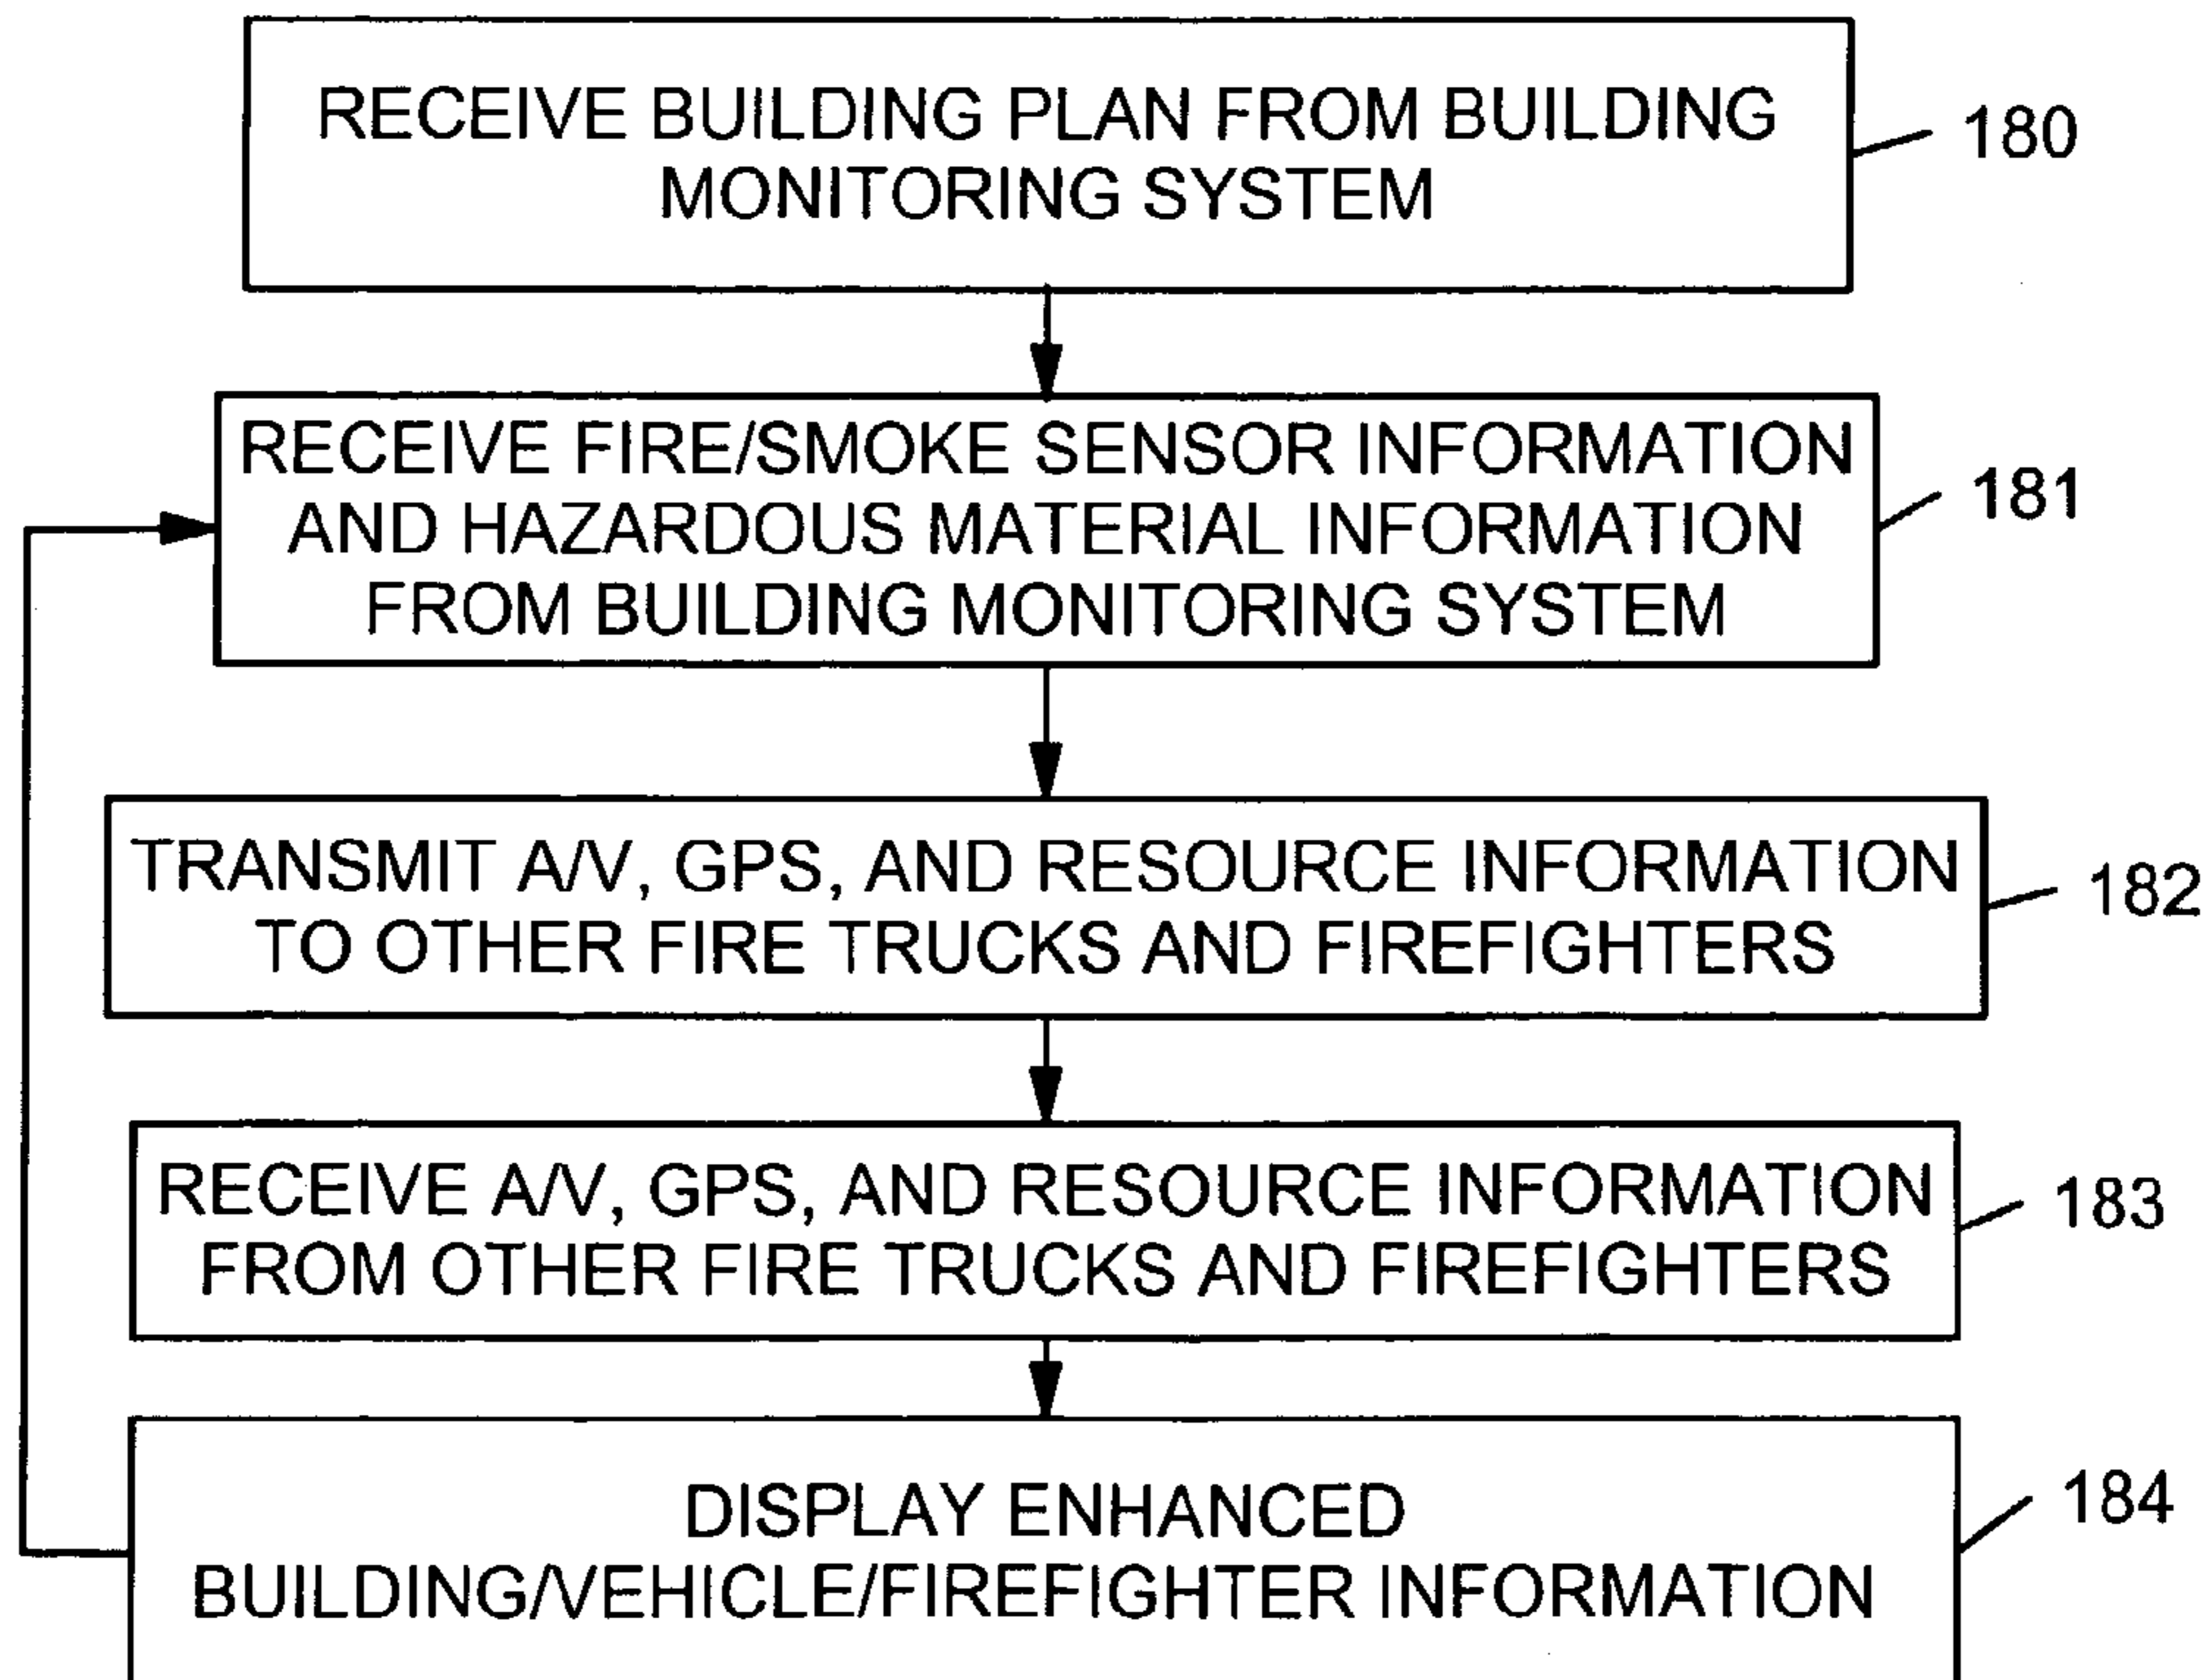 RECEIVE BUILDING PLAN FROM BUILDING
MONITORING SYSTEM
180
RECEIVE FIRE/SMOKE SENSOR INFORMATION
AND HAZARDOUS MATERIAL INFORMATION
FROM BUILDING MONITORING SYSTEM
181
TRANSMIT A/V, GPS, AND RESOURCE INFORMATION
TO OTHER FIRE TRUCKS AND FIREFIGHTERS
182
RECEIVE A/V, GPS, AND RESOURCE INFORMATION
FROM OTHER FIRE TRUCKS AND FIREFIGHTERS
183
DISPLAY ENHANCED
BUILDING/VEHICLE/FIREFIGHTER INFORMATION
184